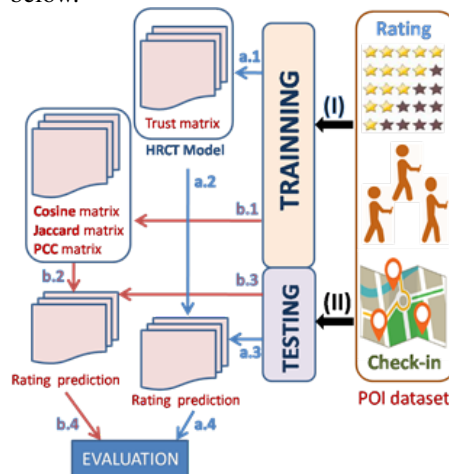 below.
a.1
Rating
Trust matrix
HRCT Model
TRAINNING
(I)
a.2
Cosine matrix
Jaccard matrix
PCC matrix
b.1
b.2
b.3
TESTING
(II)
a.3
Rating prediction
Rating prediction
Check-in
POI dataset
b.4
a.4
EVALUATION